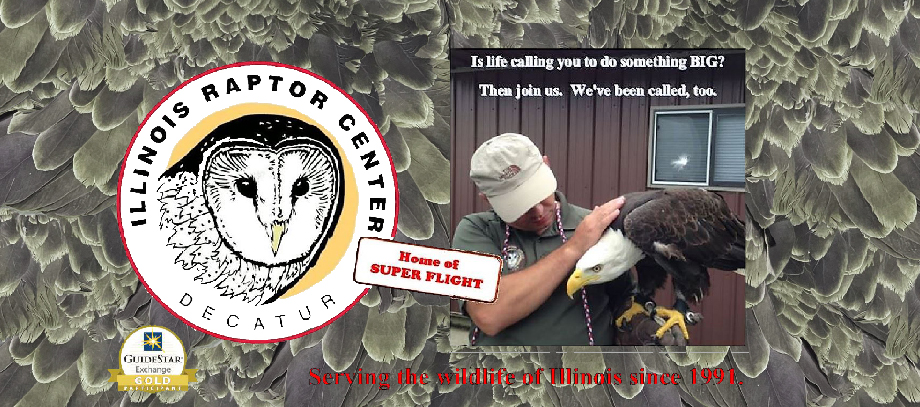 ILLINOIS RAPTOR CENTER
DECATUR
Home of
SUPER FLIGHT
Is life calling you to do something BIG?
Then join us. We've been called, too.
GUIDESTAR
Exchange
GOLD
PARTICIPANT
Serving the wildlife of Illinois since 1991.